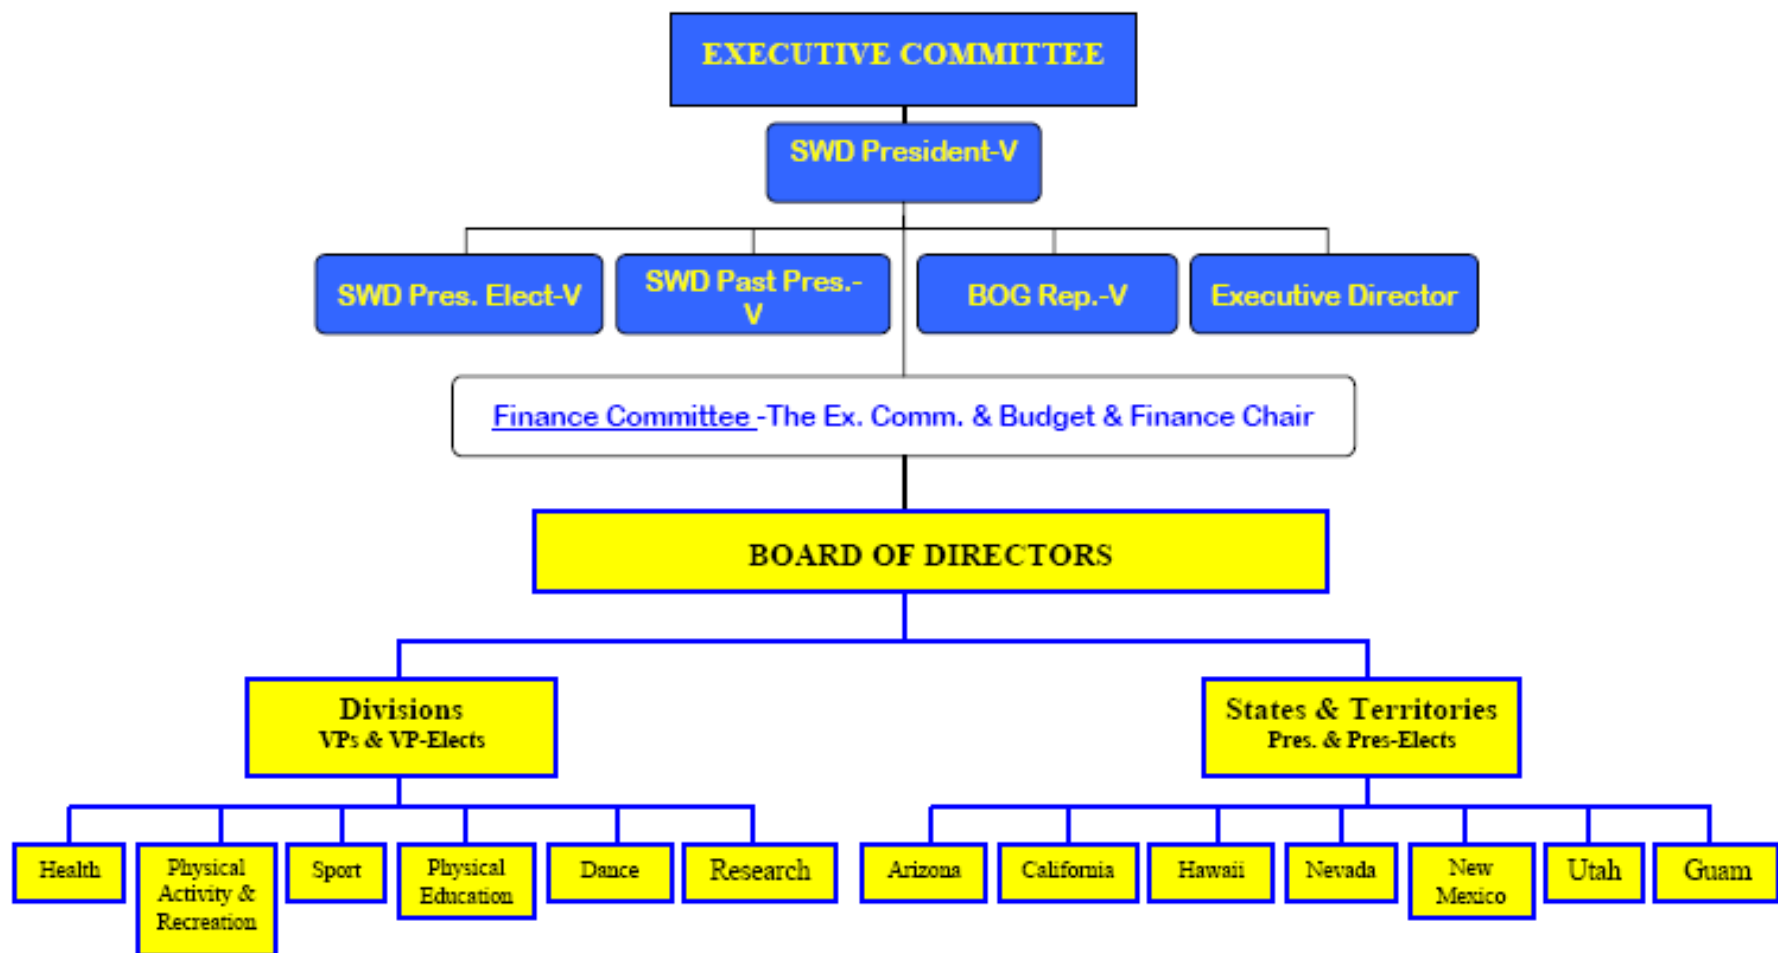 EXECUTIVE COMMITTEE
SWD President-V
SWD Pres. Elect-V
SWD Past Pres.-
V
BOG Rep.-V
Executive Director
Finance Committee -The Ex. Comm. & Budget & Finance Chair
BOARD OF DIRECTORS
Divisions
VPs & VP-Elects
States & Territories
Pres. & Pres-Elects
Health
Physical
Activity &
Recreation
Sport
Physical
Education
Dance
Research
Arizona
California
Hawaii
Nevada
New
Mexico
Utah
Guam